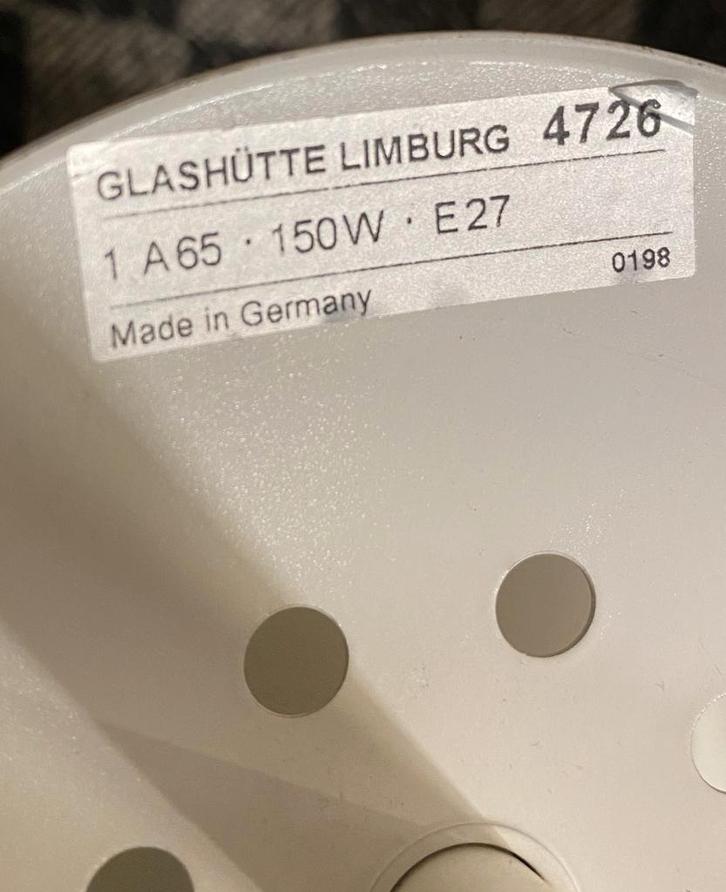 GLASHÜTTE LIMBURG 4726
1 A65 · 150W · E27
0198
Made in Germany